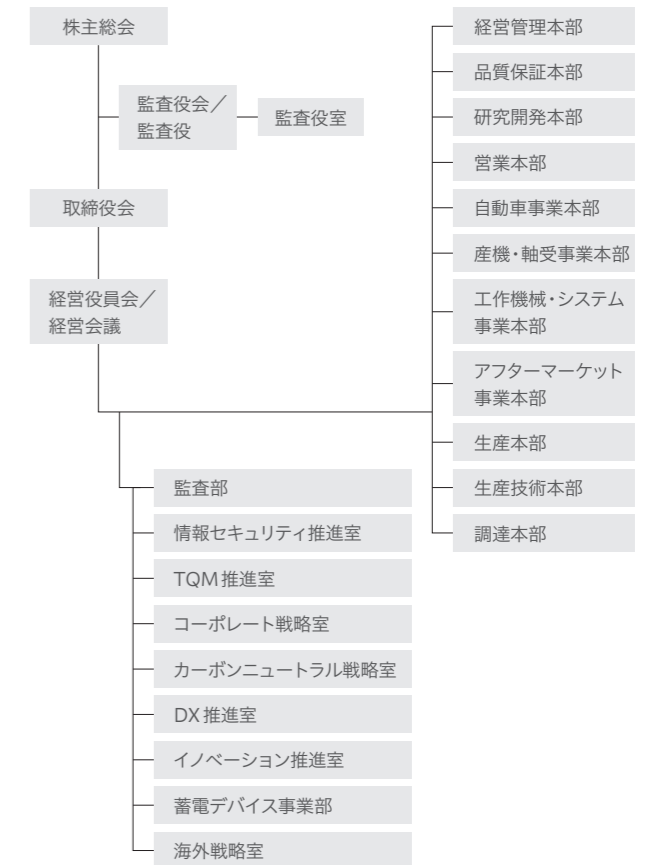 株主総会
監査役会／
監査役
監査役室
取締役会
経営役員会／
経営会議
経営管理本部
品質保証本部
研究開発本部
営業本部
自動車事業本部
産機・軸受事業本部
工作機械・システム
事業本部
アフターマーケット
事業本部
生産本部
生産技術本部
調達本部
監査部
情報セキュリティ推進室
TQM推進室
コーポレート戦略室
カーボンニュートラル戦略室
DX推進室
イノベーション推進室
蓄電デバイス事業部
海外戦略室